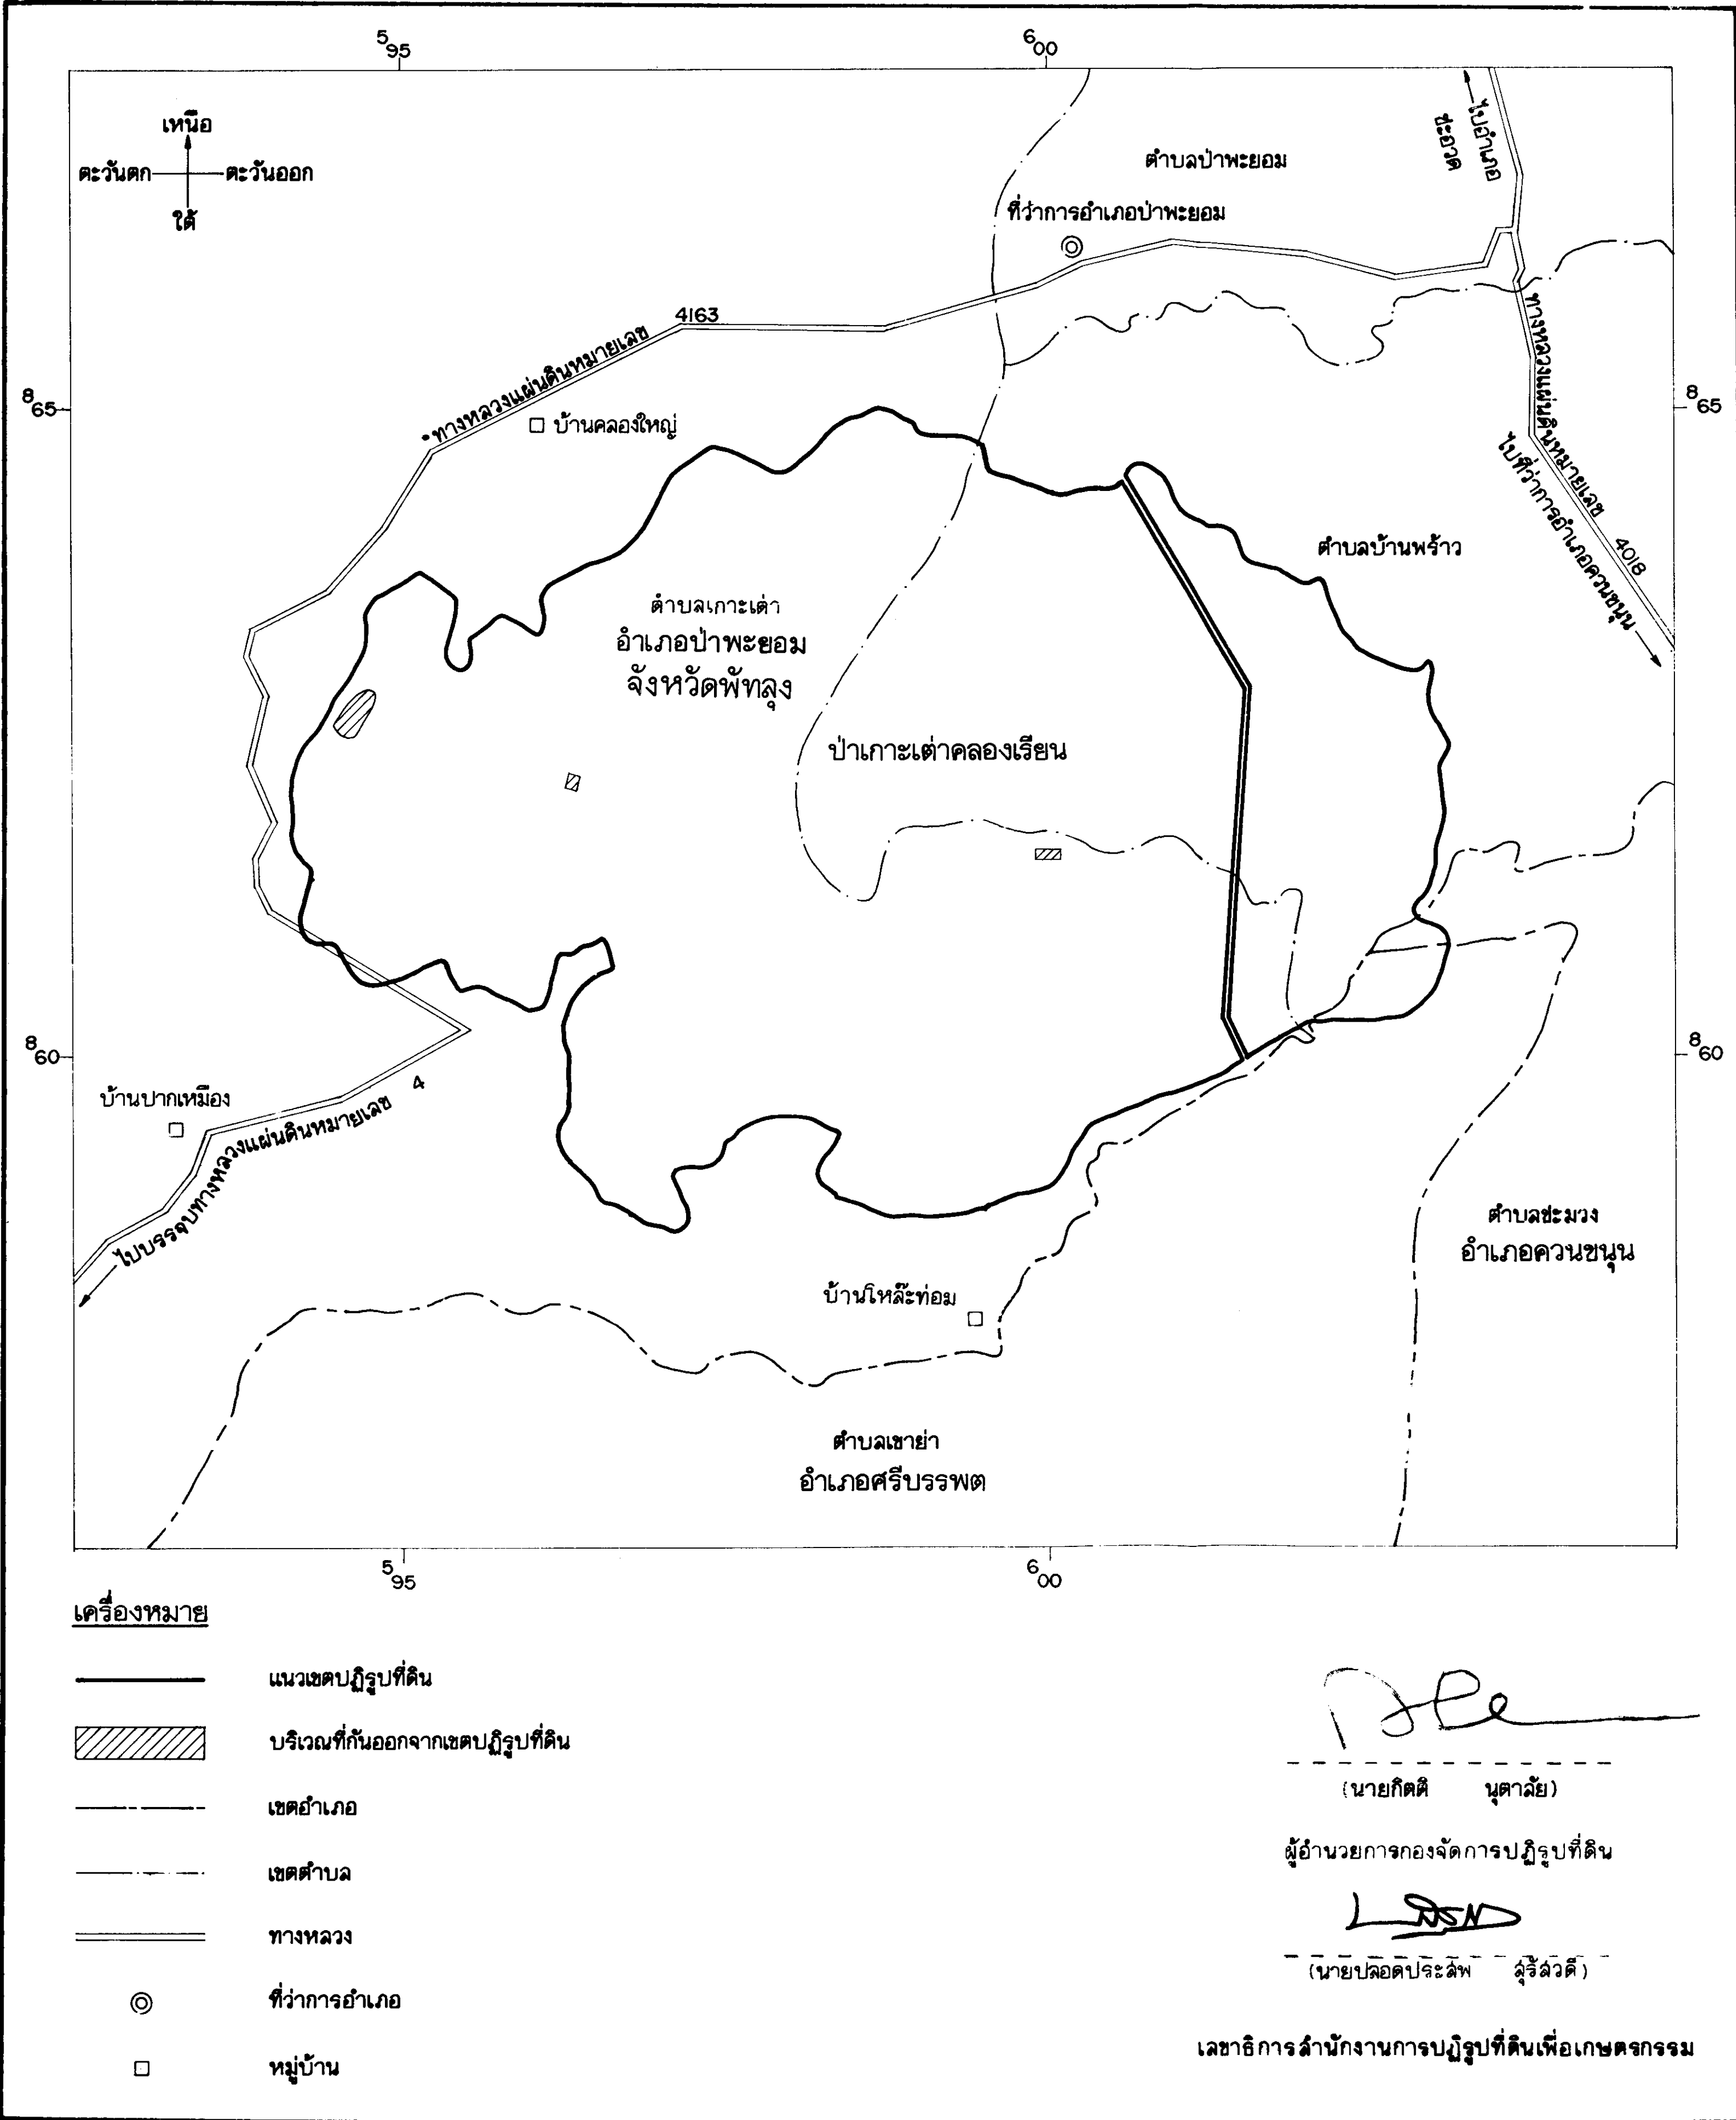 595
600
เหนือ
ตะวันตก ตะวันออก
ใต้
ไปอำเภอ
ชะอวด
ตำบลป่าพะยอม
ที่ว่าการอำเภอป่าพะยอม
4163
ทางหลวงแผ่นดินหมายเลข
865
865
บ้านคลองใหญ่
ทางหลวงแผ่นดินหมายเลข
4018
ไปที่ว่าการอำเภอควนขนุน
ตำบลบ้านพร้าว
ตำบลเกาะเต่า
อำเภอป่าพะยอม
จังหวัดพัทลุง
ป่าเกาะเต่าคลองเรียน
860
860
บ้านปากเหมือง
4
ไปบรรจบทางหลวงแผ่นดินหมายเลข
ตำบลชะมวง
อำเภอควนขนุน
บ้านโหล๊ะท่อม
ตำบลเขาย่า
อำเภอศรีบรรพต
595
600
เครื่องหมาย
แนวเขตปฏิรูปที่ดิน
บริเวณที่กันออกจากเขตปฏิรูปที่ดิน
เขตอำเภอ
เขตตำบล
ทางหลวง
ที่ว่าการอำเภอ
หมู่บ้าน
(นายกิตติ นุตาลัย)
ผู้อำนวยการกองจัดการปฏิรูปที่ดิน
(นายปลอดประสพ สุรัสวดี)
เลขาธิการสำนักงานการปฏิรูปที่ดินเพื่อเกษตรกรรม